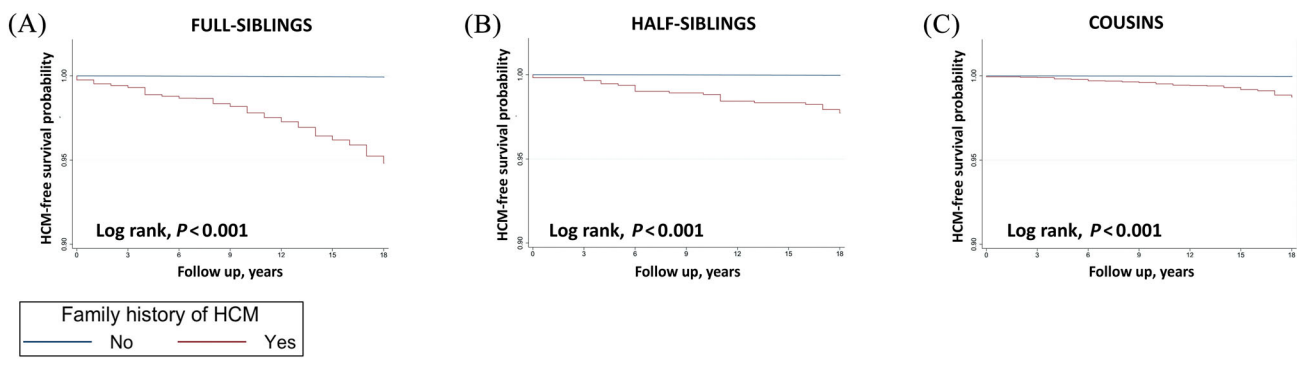 (A)
FULL-SIBLINGS
HCM-free survival probability
1.00
0.95
0.90
Log rank, P < 0.001
0 3 6 9 12 15 18
Follow up, years
(B)
HALF-SIBLINGS
HCM-free survival probability
1.00
0.95
0.90
Log rank, P < 0.001
0 3 6 9 12 15 18
Follow up, years
(C)
COUSINS
HCM-free survival probability
1.00
0.95
0.90
Log rank, P < 0.001
0 3 6 9 12 15 18
Follow up, years
Family history of HCM
No Yes